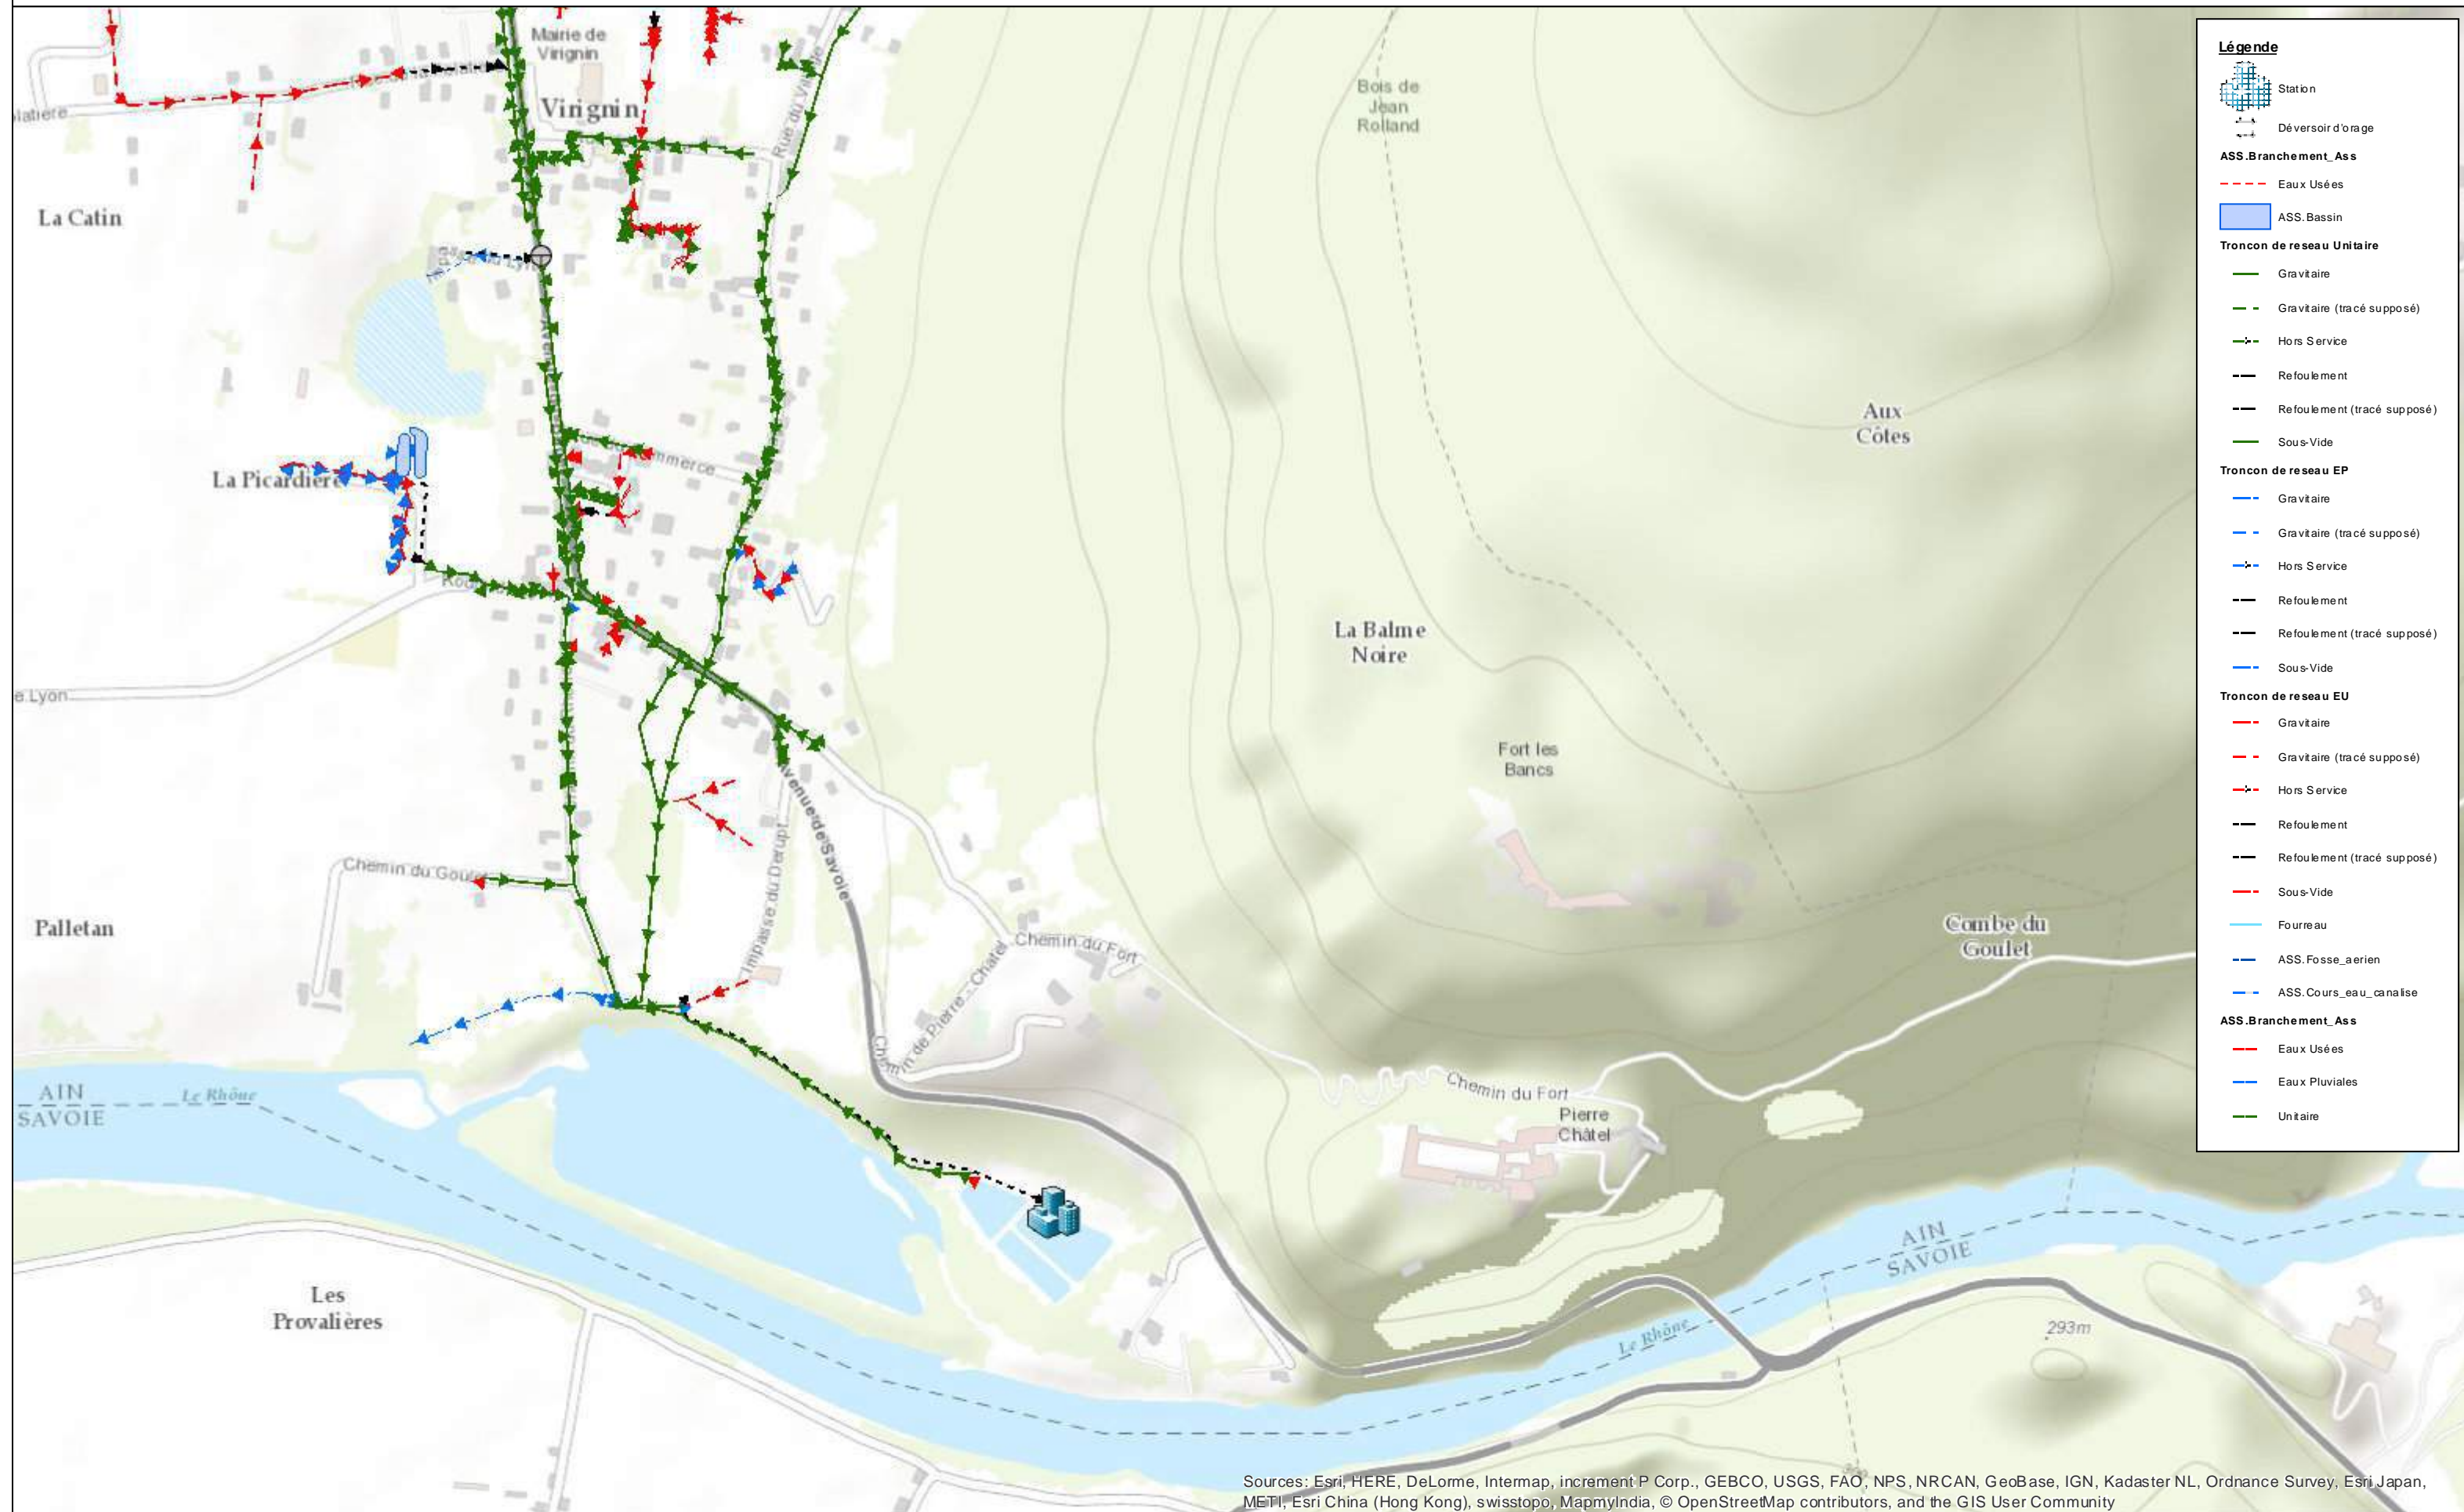 Mairie de
Virignin
Virignin
Rue du Village
La Catin
Bois de
Jean
Rolland
Aux
Côtes
La Picardière
La Balme
Noire
e Lyon
Fort les
Bancs
Avenue de Savoie
Chemin du Goulet
Impasse du Derupt
Palletan
Chemin du Fort
Combe du
Goulet
Chemin de Pierre - Chatel
AIN
SAVOIE
Le Rhône
Chemin du Fort
Pierre
Châtel
AIN
SAVOIE
Les
Provalières
Le Rhône
293m
Légende
Station
Déversoir d'orage
ASS.Branchement_Ass
Eaux Usées
ASS.Bassin
Troncon de reseau Unitaire
Gravitaire
Gravitaire (tracé supposé)
Hors Service
Refoulement
Refoulement (tracé supposé)
Sous-Vide
Troncon de reseau EP
Gravitaire
Gravitaire (tracé supposé)
Hors Service
Refoulement
Refoulement (tracé supposé)
Sous-Vide
Troncon de reseau EU
Gravitaire
Gravitaire (tracé supposé)
Hors Service
Refoulement
Refoulement (tracé supposé)
Sous-Vide
Fourreau
ASS.Fosse_aerien
ASS.Cours_eau_canalise
ASS.Branchement_Ass
Eaux Usées
Eaux Pluviales
Unitaire
Sources: Esri, HERE, DeLorme, Intermap, increment P Corp., GEBCO, USGS, FAO, NPS, NRCAN, GeoBase, IGN, Kadaster NL, Ordnance Survey, Esri Japan,
METI, Esri China (Hong Kong), swisstopo, MapmyIndia, © OpenStreetMap contributors, and the GIS User Community